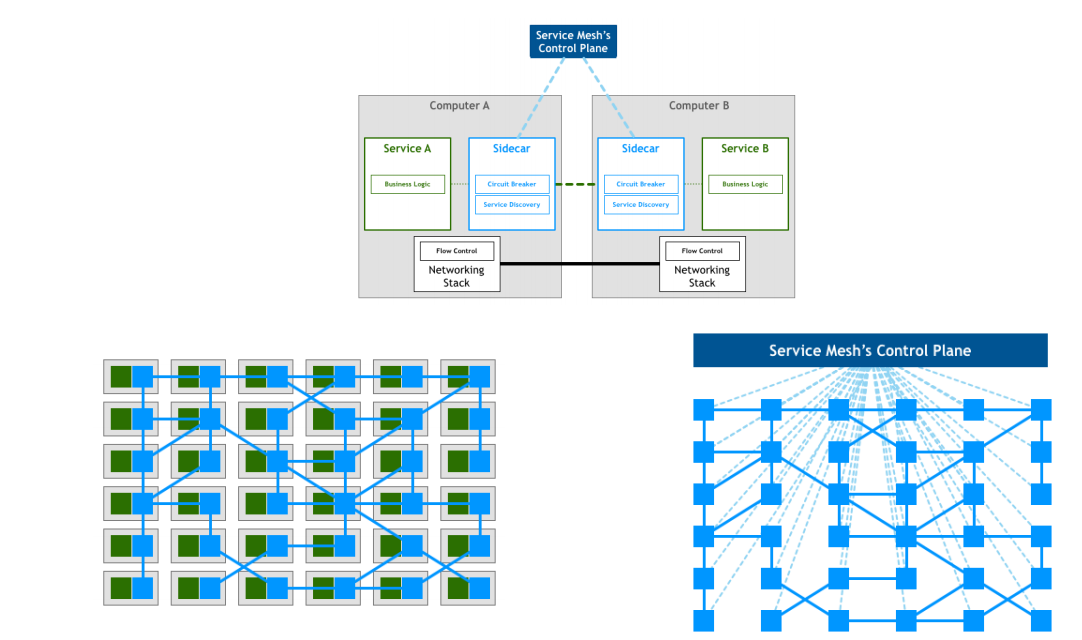 Service Mesh's
Control Plane
Computer A
Computer B
Service A
Sidecar
Sidecar
Service B
Business Logic
Circuit Breaker
Circuit Breaker
Business Logic
Service Discovery
Service Discovery
Flow Control
Flow Control
Networking
Stack
Networking
Stack
Service Mesh's Control Plane